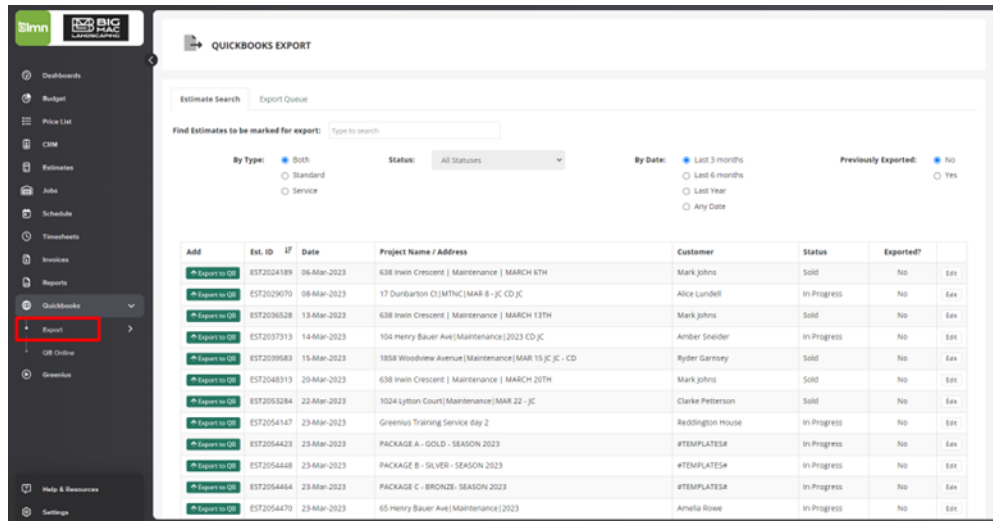 lmn BIG MAC LANDSCAPING
QUICKBOOKS EXPORT
Dashboards
Budget
Price List
CRM
Estimates
Jobs
Schedule
Timesheets
Invoices
Reports
Quickbooks
Export
QB Online
Greenius
Help & Resources
Settings
Estimate Search Export Queue
Find Estimates to be marked for export: Type to search
By Type: Both Status: All Statuses By Date: Last 3 months Previously Exported: No
Standard Last 6 months Yes
Service Last Year
Any Date
Add Est. ID Date Project Name / Address Customer Status Exported?
Export to QB EST2024189 06-Mar-2023 638 Irwin Crescent | Maintenance | MARCH 6TH Mark Johns Sold No Edit
Export to QB EST2029070 08-Mar-2023 17 Dunbarton Ct|MTNC|MAR 8 - JC CD JC Alice Lundell In Progress No Edit
Export to QB EST2036528 13-Mar-2023 638 Irwin Crescent | Maintenance | MARCH 13TH Mark Johns Sold No Edit
Export to QB EST2037313 14-Mar-2023 104 Henry Bauer Ave|Maintenance|2023 CD JC Amber Sneider In Progress No Edit
Export to QB EST2039583 15-Mar-2023 1858 Woodview Avenue|Maintenance|MAR 15 JC JC - CD Ryder Garnsey Sold No Edit
Export to QB EST2048313 20-Mar-2023 638 Irwin Crescent | Maintenance | MARCH 20TH Mark Johns Sold No Edit
Export to QB EST2053284 22-Mar-2023 1024 Lytton Court|Maintenance|MAR 22 - JC Clarke Petterson Sold No Edit
Export to QB EST2054147 23-Mar-2023 Greenius Training Service day 2 Reddington House In Progress No Edit
Export to QB EST2054423 23-Mar-2023 PACKAGE A - GOLD - SEASON 2023 #TEMPLATES# In Progress No Edit
Export to QB EST2054448 23-Mar-2023 PACKAGE B - SILVER - SEASON 2023 #TEMPLATES# In Progress No Edit
Export to QB EST2054464 23-Mar-2023 PACKAGE C - BRONZE- SEASON 2023 #TEMPLATES# In Progress No Edit
Export to QB EST2054470 23-Mar-2023 65 Henry Bauer Ave|Maintenance|2023 Amelia Rowe In Progress No Edit